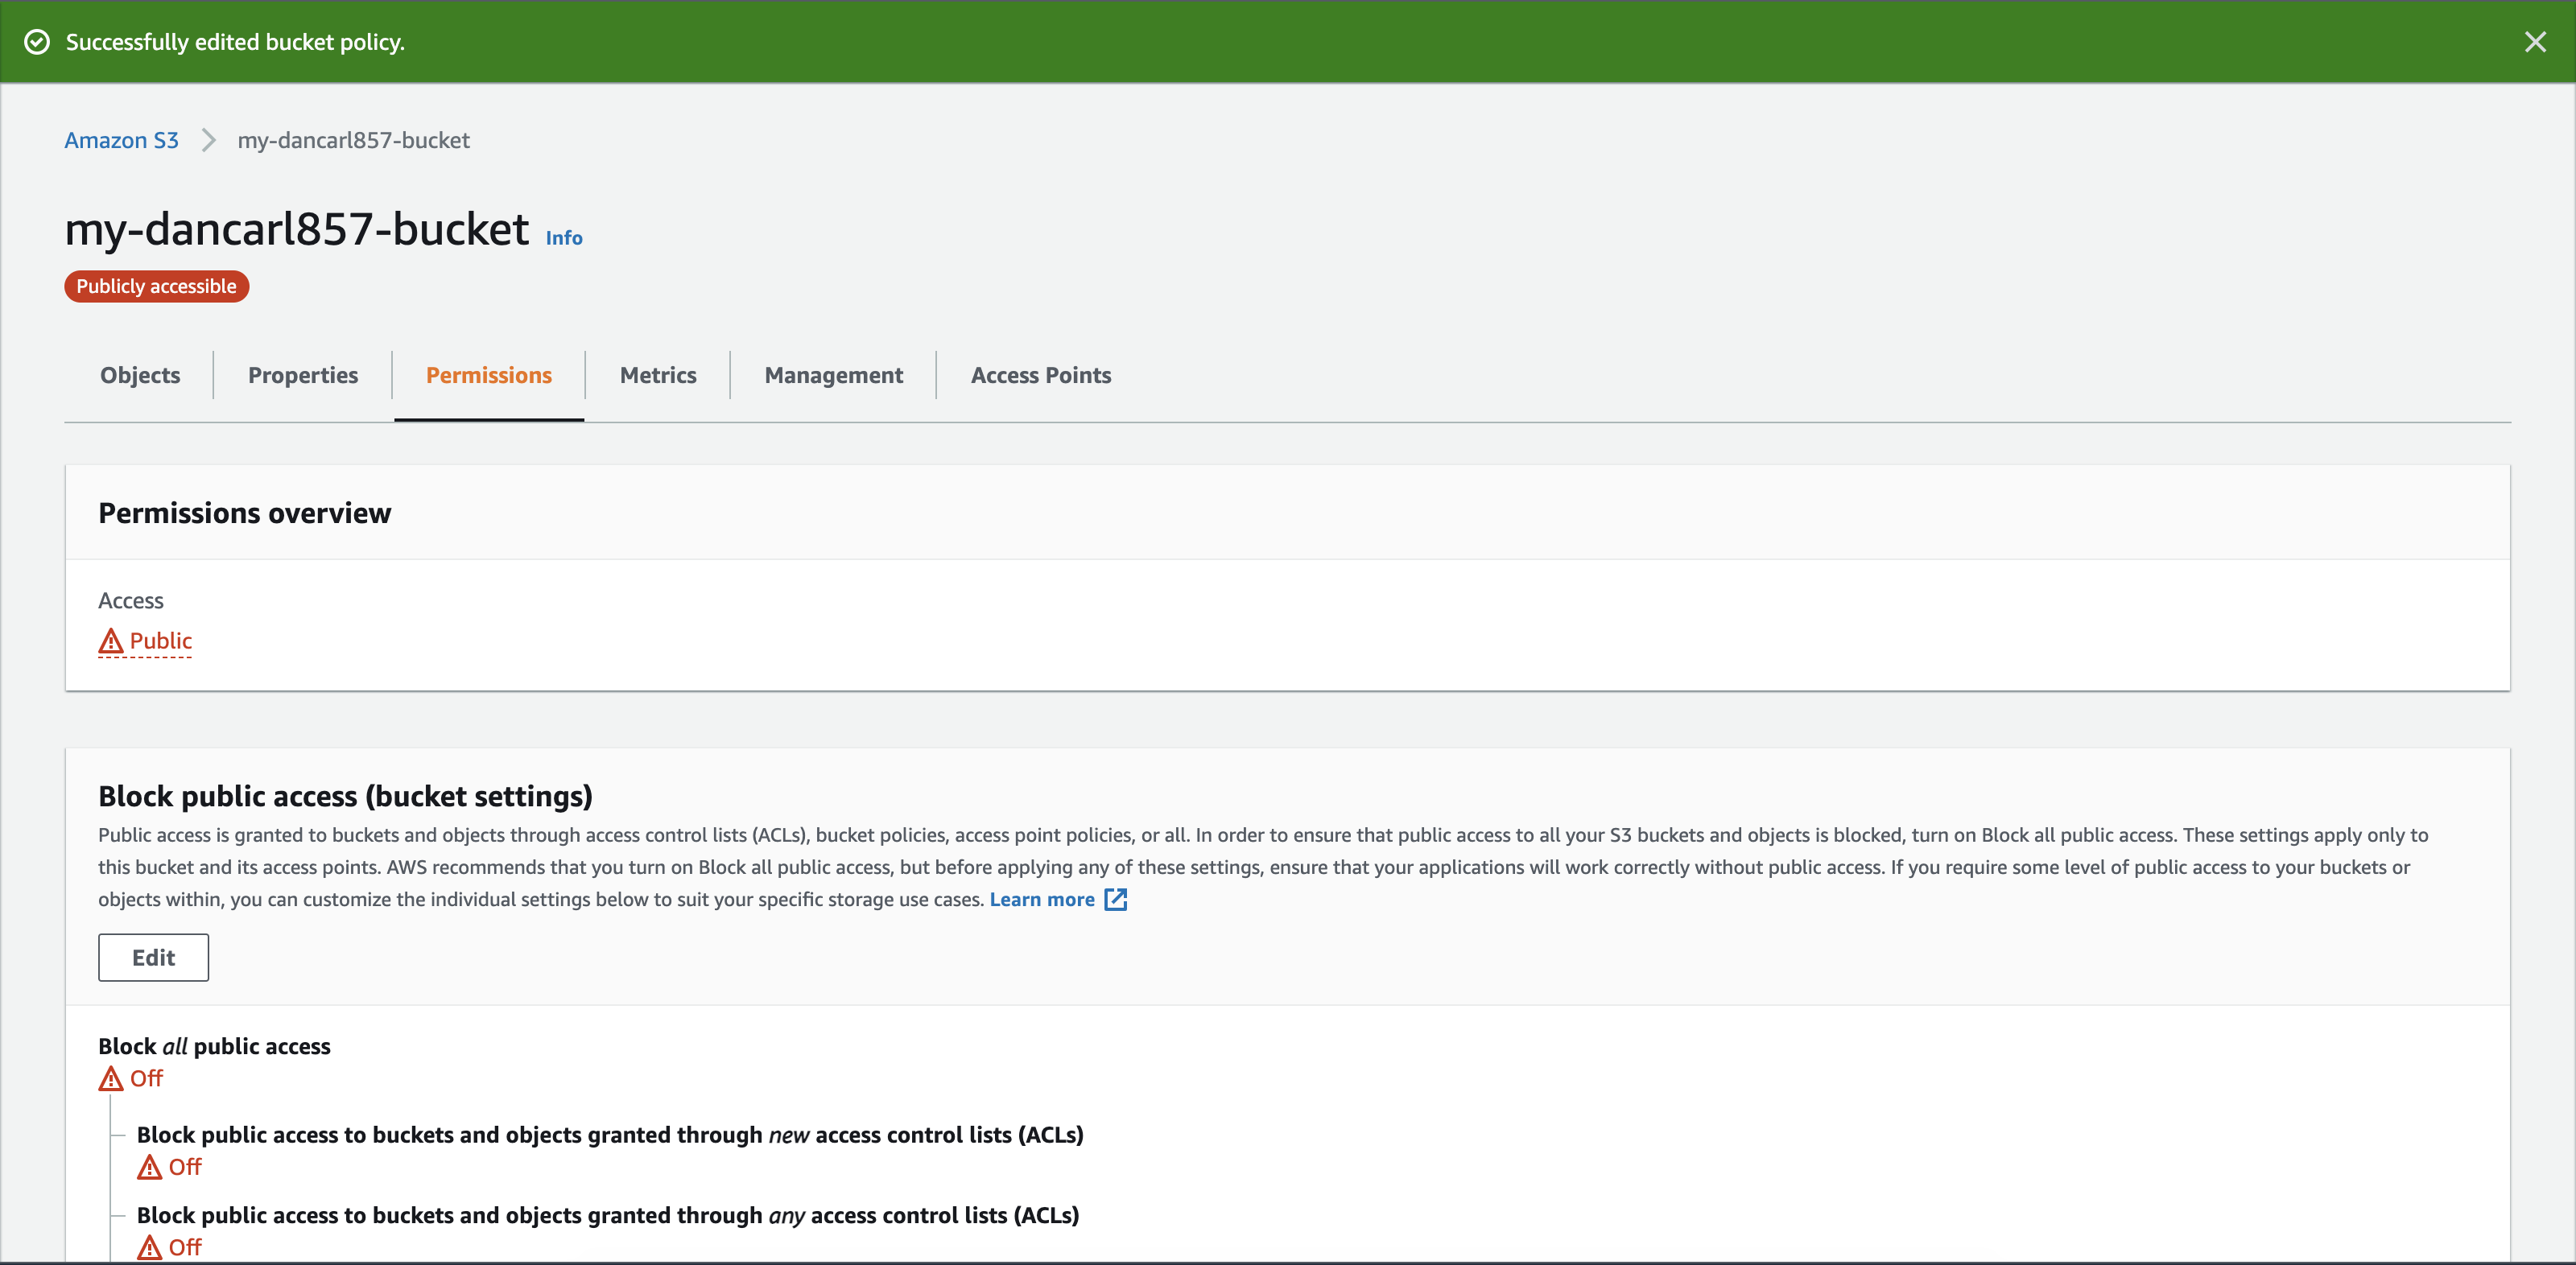 Successfully edited bucket policy.
Amazon S3 my-dancarl857-bucket
my-dancarl857-bucket Info
Publicly accessible
Objects Properties Permissions Metrics Management Access Points
Permissions overview
Access
Public
Block public access (bucket settings)
Public access is granted to buckets and objects through access control lists (ACLs), bucket policies, access point policies, or all. In order to ensure that public access to all your S3 buckets and objects is blocked, turn on Block all public access. These settings apply only to
this bucket and its access points. AWS recommends that you turn on Block all public access, but before applying any of these settings, ensure that your applications will work correctly without public access. If you require some level of public access to your buckets or
objects within, you can customize the individual settings below to suit your specific storage use cases. Learn more
Edit
Block all public access
Off
Block public access to buckets and objects granted through new access control lists (ACLs)
Off
Block public access to buckets and objects granted through any access control lists (ACLs)
Off